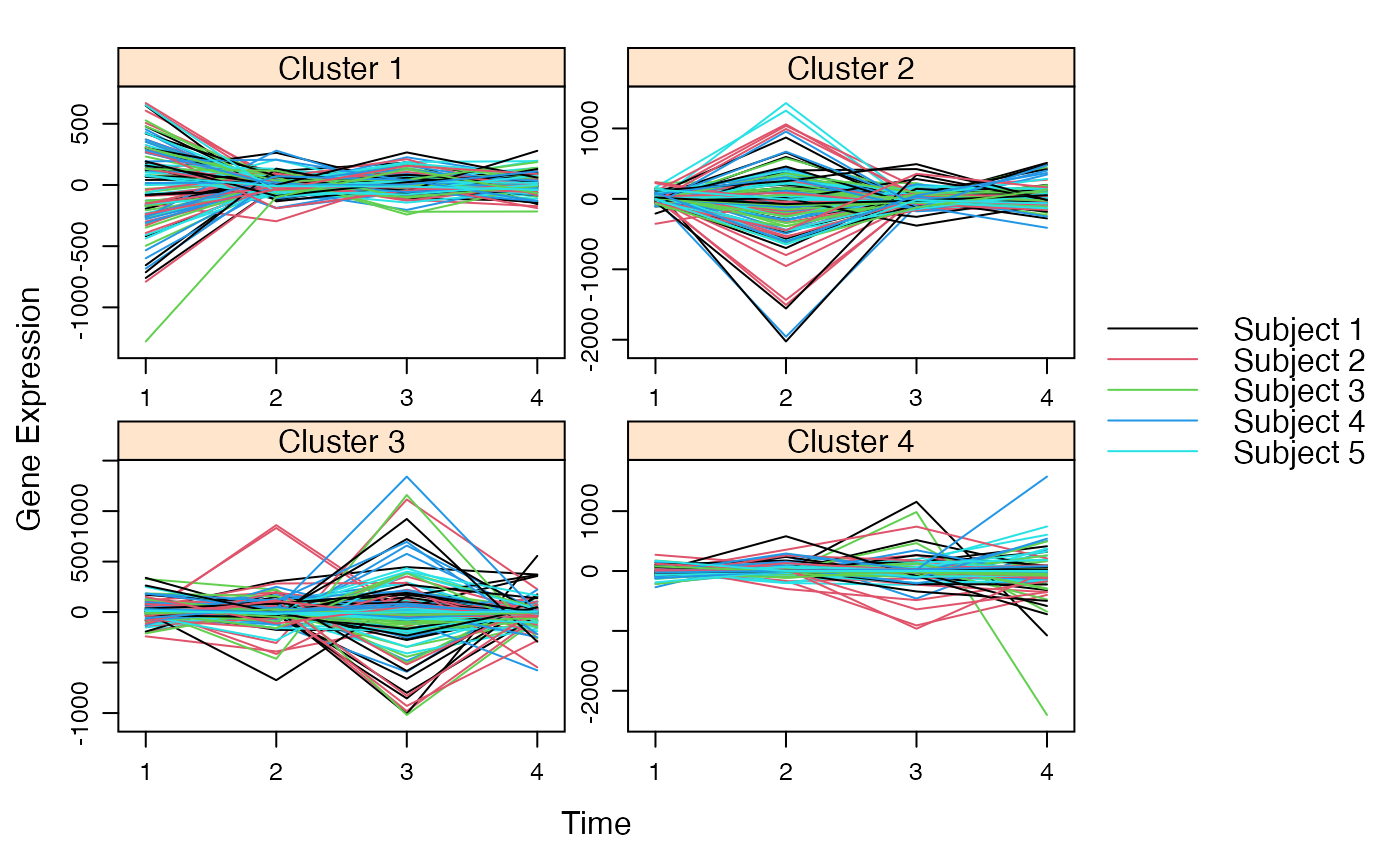 Cluster 1
500
0
-500
-1000
1 2 3 4
Cluster 2
1000
0
-1000
-2000
1 2 3 4
Cluster 3
1000
500
0
-1000
1 2 3 4
Cluster 4
1000
0
-2000
1 2 3 4
Gene Expression
Time
Subject 1
Subject 2
Subject 3
Subject 4
Subject 5